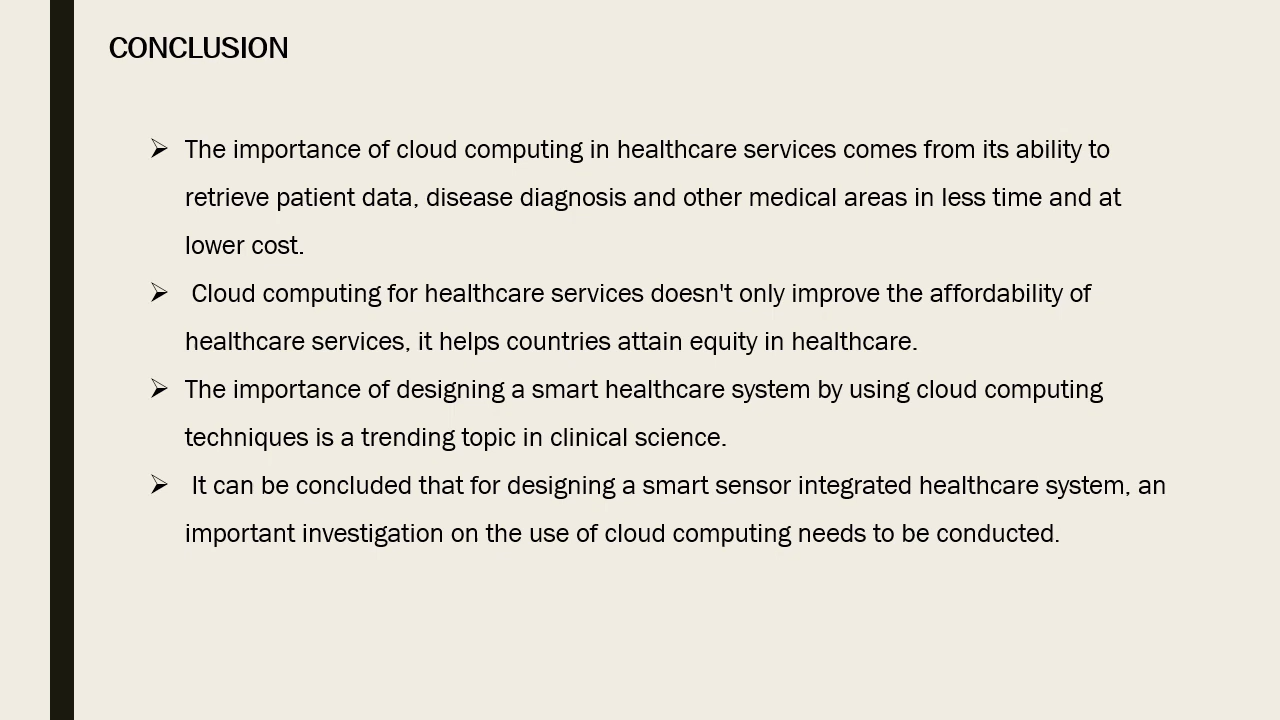 CONCLUSION
➢ The importance of cloud computing in healthcare services comes from its ability to
retrieve patient data, disease diagnosis and other medical areas in less time and at
lower cost.
➢ Cloud computing for healthcare services doesn't only improve the affordability of
healthcare services, it helps countries attain equity in healthcare.
➢ The importance of designing a smart healthcare system by using cloud computing
techniques is a trending topic in clinical science.
➢ It can be concluded that for designing a smart sensor integrated healthcare system, an
important investigation on the use of cloud computing needs to be conducted.